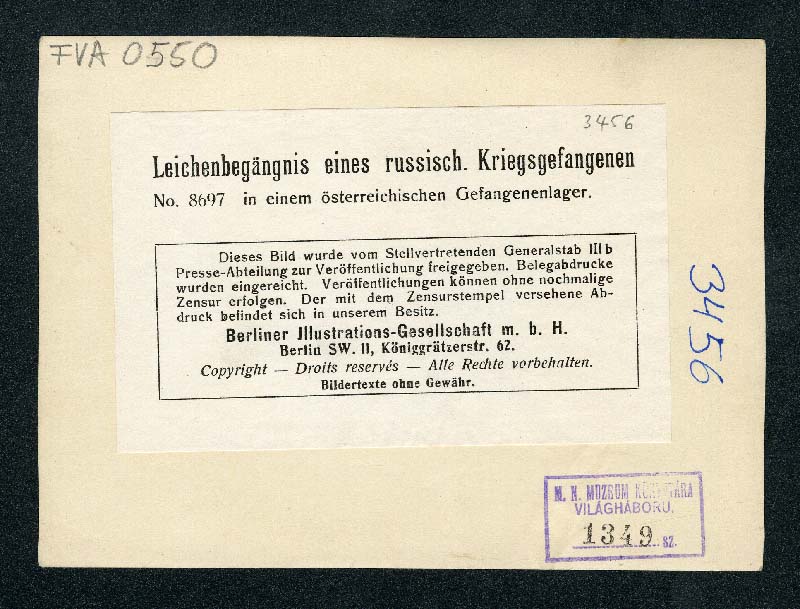 FVA 0550
3456
Leichenbegängnis eines russisch. Kriegsgefangenen
No. 8697 in einem österreichischen Gefangenenlager.
Dieses Bild wurde vom Stellvertretenden Generalstab III b
Presse-Abteilung zur Veröffentlichung freigegeben. Belegabdrucke
wurden eingereicht. Veröffentlichungen können ohne nochmalige
Zensur erfolgen. Der mit dem Zensurstempel versehene Ab-
druck befindet sich in unserem Besitz.
Berliner Jllustrations-Gesellschaft m. b. H.
Berlin SW. 11, Königgrätzerstr. 62.
Copyright — Droits reservés — Alle Rechte vorbehalten.
Bildertexte ohne Gewähr.
3456
M. N. MUZEUM KÖNYVTÁRA
VILÁGHÁBORU.
1349 sz.